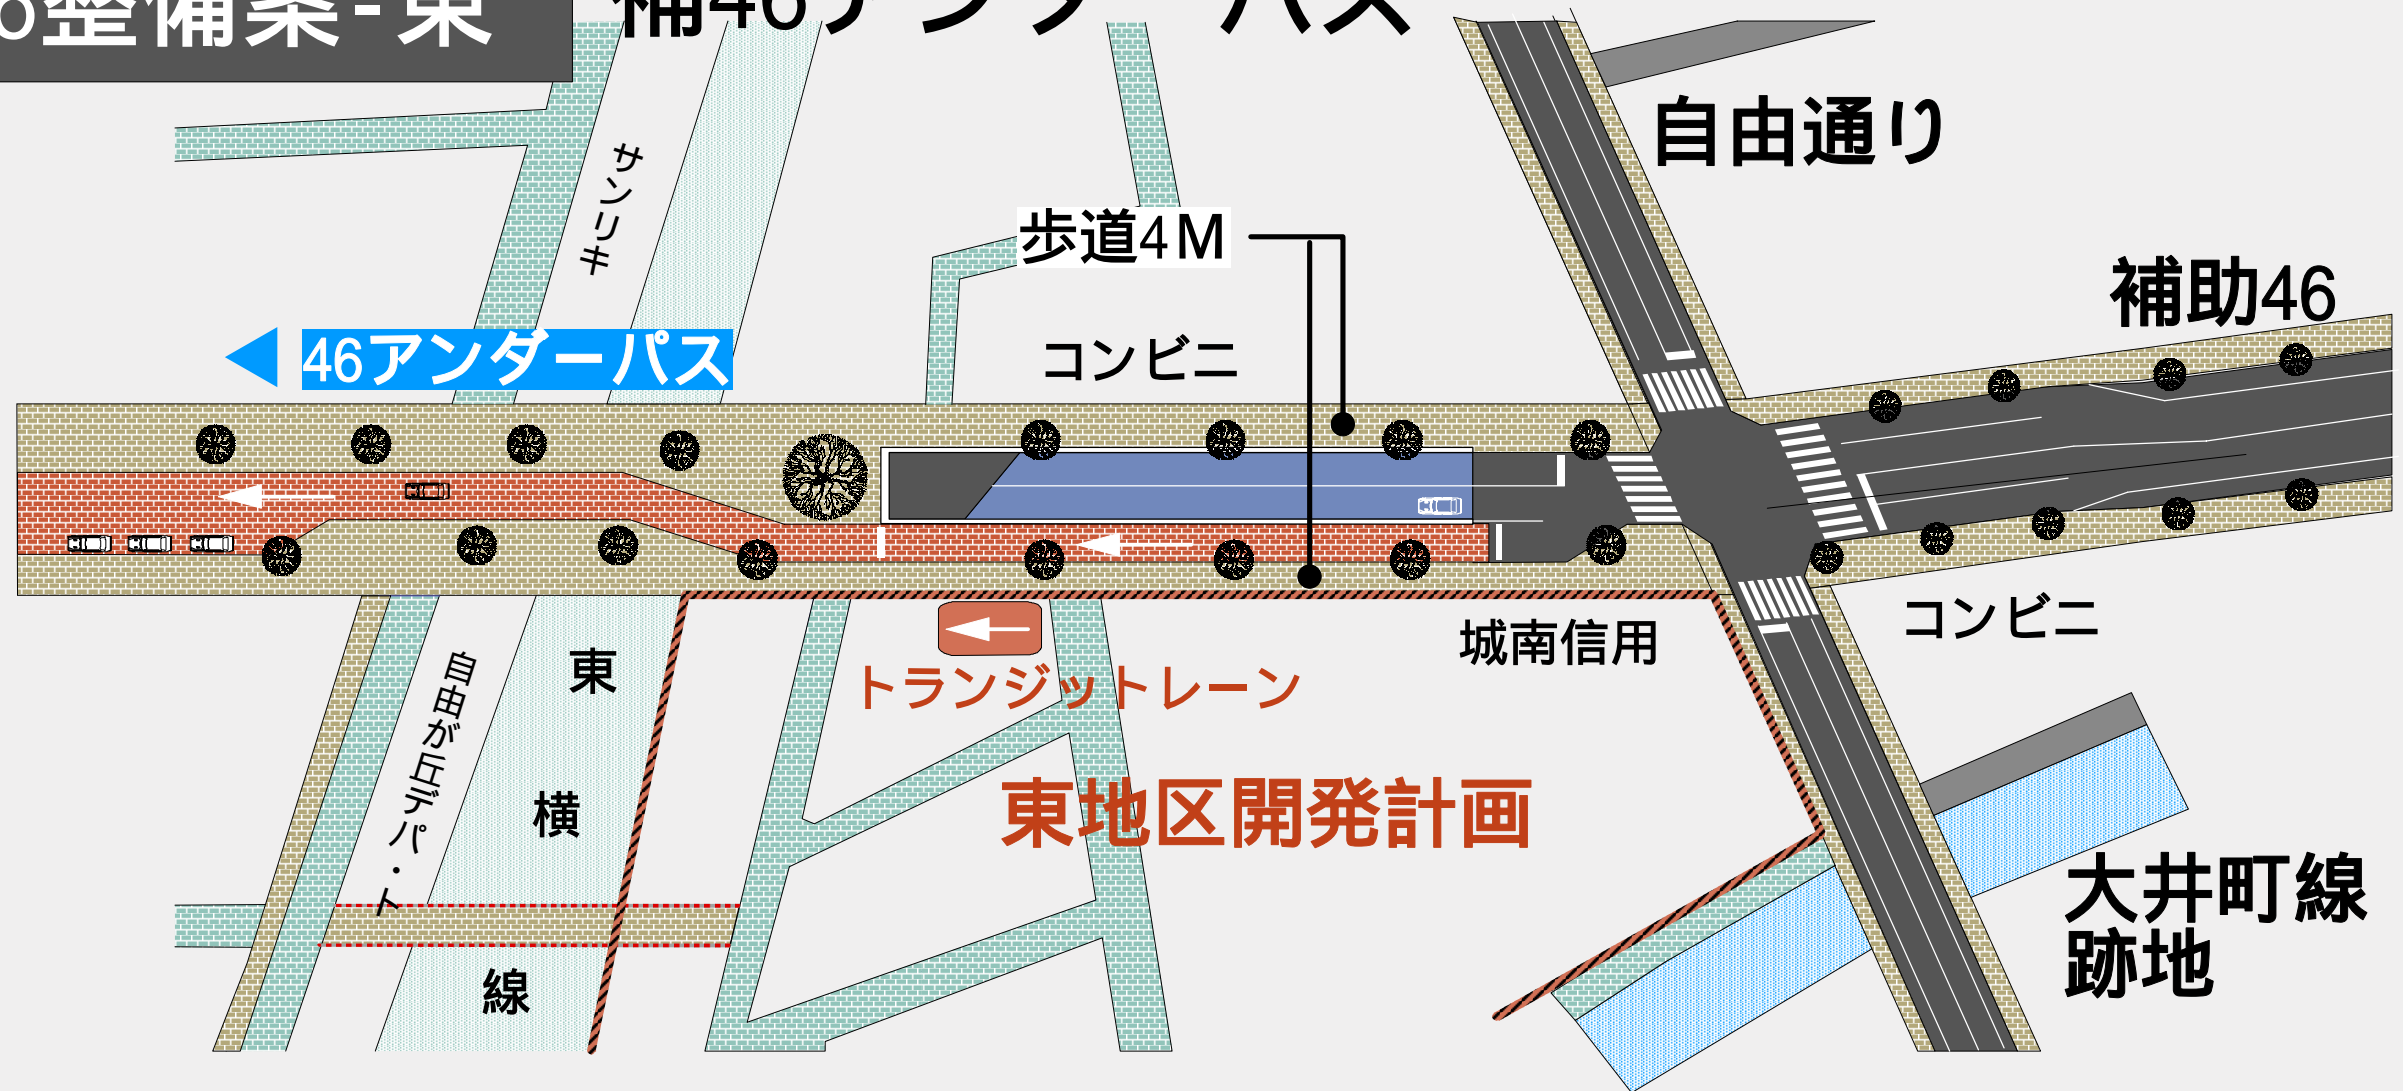 整備案-東
補46アンダーパス
自由通り
サンリキ
歩道4M
補助46
46アンダーパス
コンビニ
コンビニ
城南信用
自由が丘デパ・ト
東
横
線
トランジットレーン
東地区開発計画
大井町線
跡地